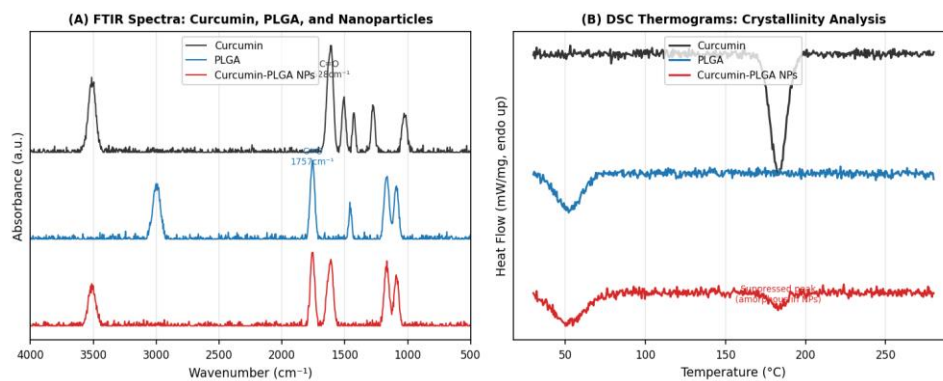 (A) FTIR Spectra: Curcumin, PLGA, and Nanoparticles
Curcumin
PLGA
Curcumin-PLGA NPs
C=O
28cm⁻¹
1757cm⁻¹
Absorbance (a.u.)
4000
3500
3000
2500
2000
1500
1000
500
Wavenumber (cm⁻¹)
(B) DSC Thermograms: Crystallinity Analysis
Curcumin
PLGA
Curcumin-PLGA NPs
Suppressed peak
(amorphous in NPs)
Heat Flow (mW/mg, endo up)
50
100
150
200
250
Temperature (°C)